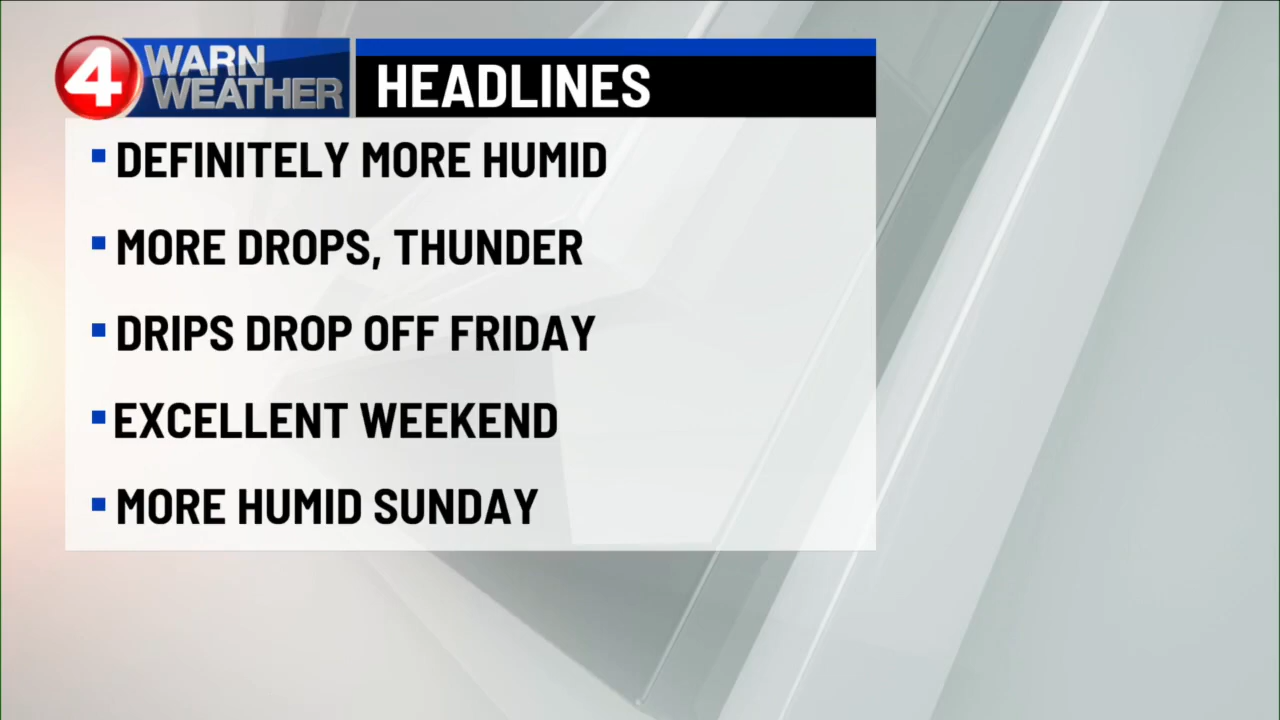 4 WARN WEATHER
HEADLINES
DEFINITELY MORE HUMID
MORE DROPS, THUNDER
DRIPS DROP OFF FRIDAY
EXCELLENT WEEKEND
MORE HUMID SUNDAY